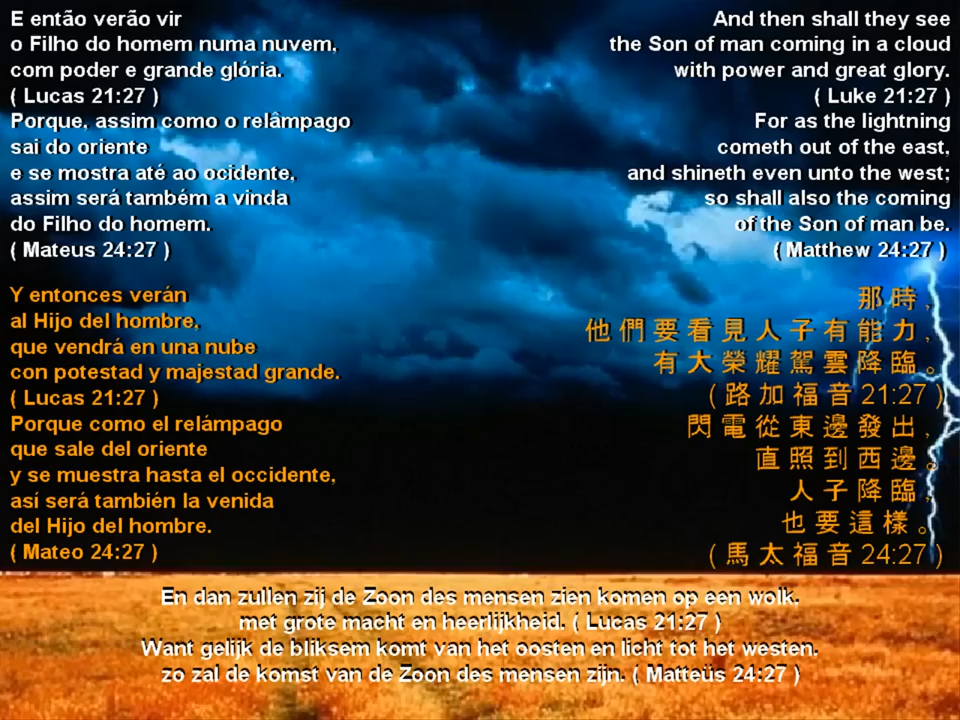 E então verão vir
o Filho do homem numa nuvem,
com poder e grande glória.
( Lucas 21:27 )
Porque, assim como o relâmpago
sai do oriente
e se mostra até ao ocidente,
assim será também a vinda
do Filho do homem.
( Mateus 24:27 )
And then shall they see
the Son of man coming in a cloud
with power and great glory.
( Luke 21:27 )
For as the lightning
cometh out of the east,
and shineth even unto the west;
so shall also the coming
of the Son of man be.
( Matthew 24:27 )
Y entonces verán
al Hijo del hombre,
que vendrá en una nube
con potestad y majestad grande.
( Lucas 21:27 )
Porque como el relámpago
que sale del oriente
y se muestra hasta el occidente,
así será también la venida
del Hijo del hombre.
( Mateo 24:27 )
那時,
他們要看見人子有能力,
有大榮耀駕雲降臨。
(路加福音 21:27 )
閃電從東邊發出,
直照到西邊。
人子降臨,
也要這樣。
(馬太福音 24:27 )
En dan zullen zij de Zoon des mensen zien komen op een wolk,
met grote macht en heerlijkheid. ( Lucas 21:27 )
Want gelijk de bliksem komt van het oosten en licht tot het westen,
zo zal de komst van de Zoon des mensen zijn. ( Matteüs 24:27 )